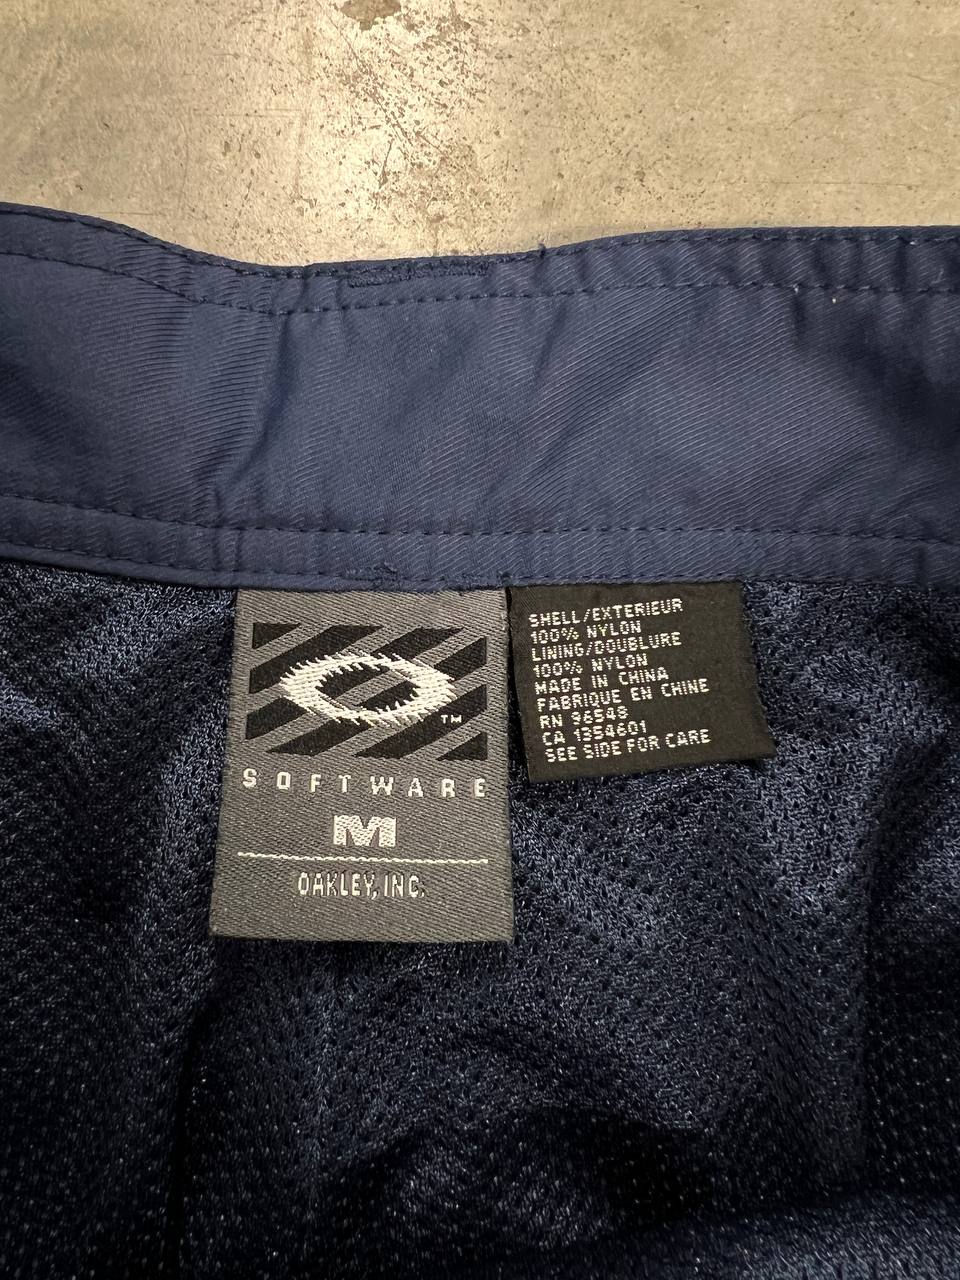 TM
SOFTWARE
M
OAKLEY, INC.
SHELL/EXTERIEUR
100% NYLON
LINING/DOUBLURE
100% NYLON
MADE IN CHINA
FABRIQUE EN CHINE
RN 96548
CA 1354601
SEE SIDE FOR CARE